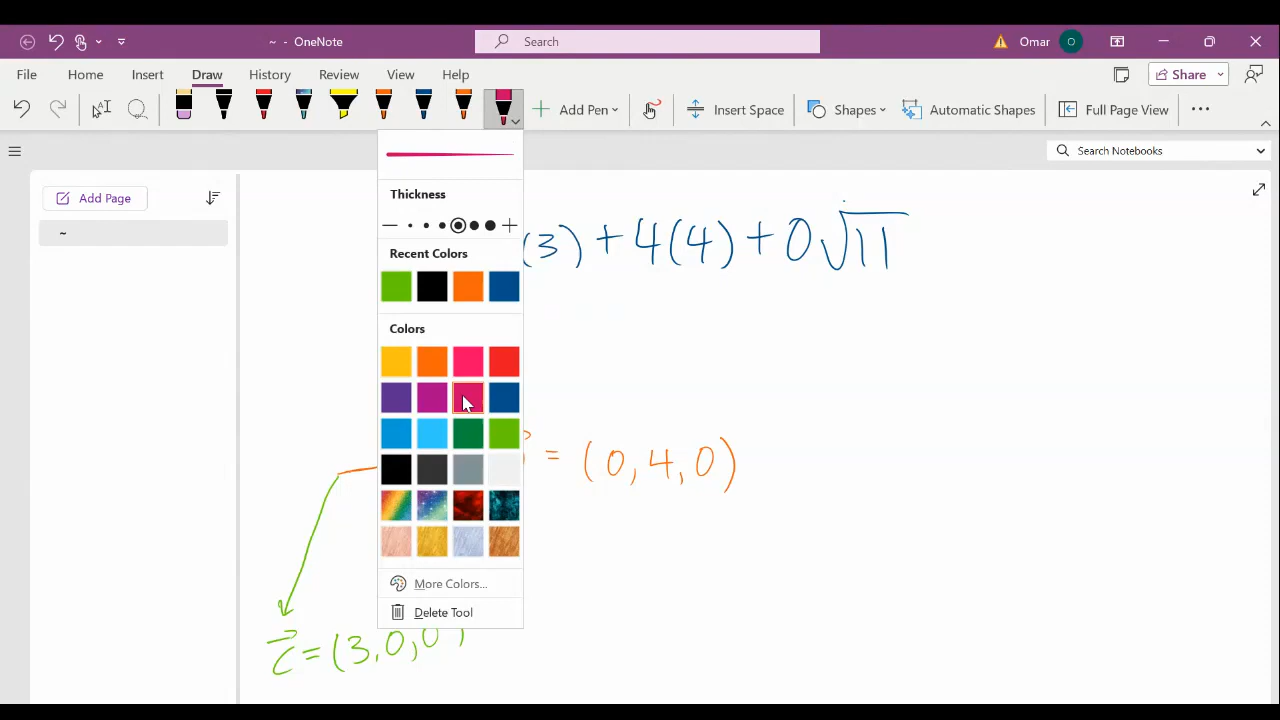 ~ - OneNote
Search
Omar
O
File Home Insert Draw History Review View Help
Share
Add Pen
Insert Space
Shapes
Automatic Shapes
Full Page View
Search Notebooks
Add Page
~
Thickness
Recent Colors
Colors
More Colors...
Delete Tool
(3) + 4(4) + 0√11
= (0, 4, 0)
c = (3, 0, 0)